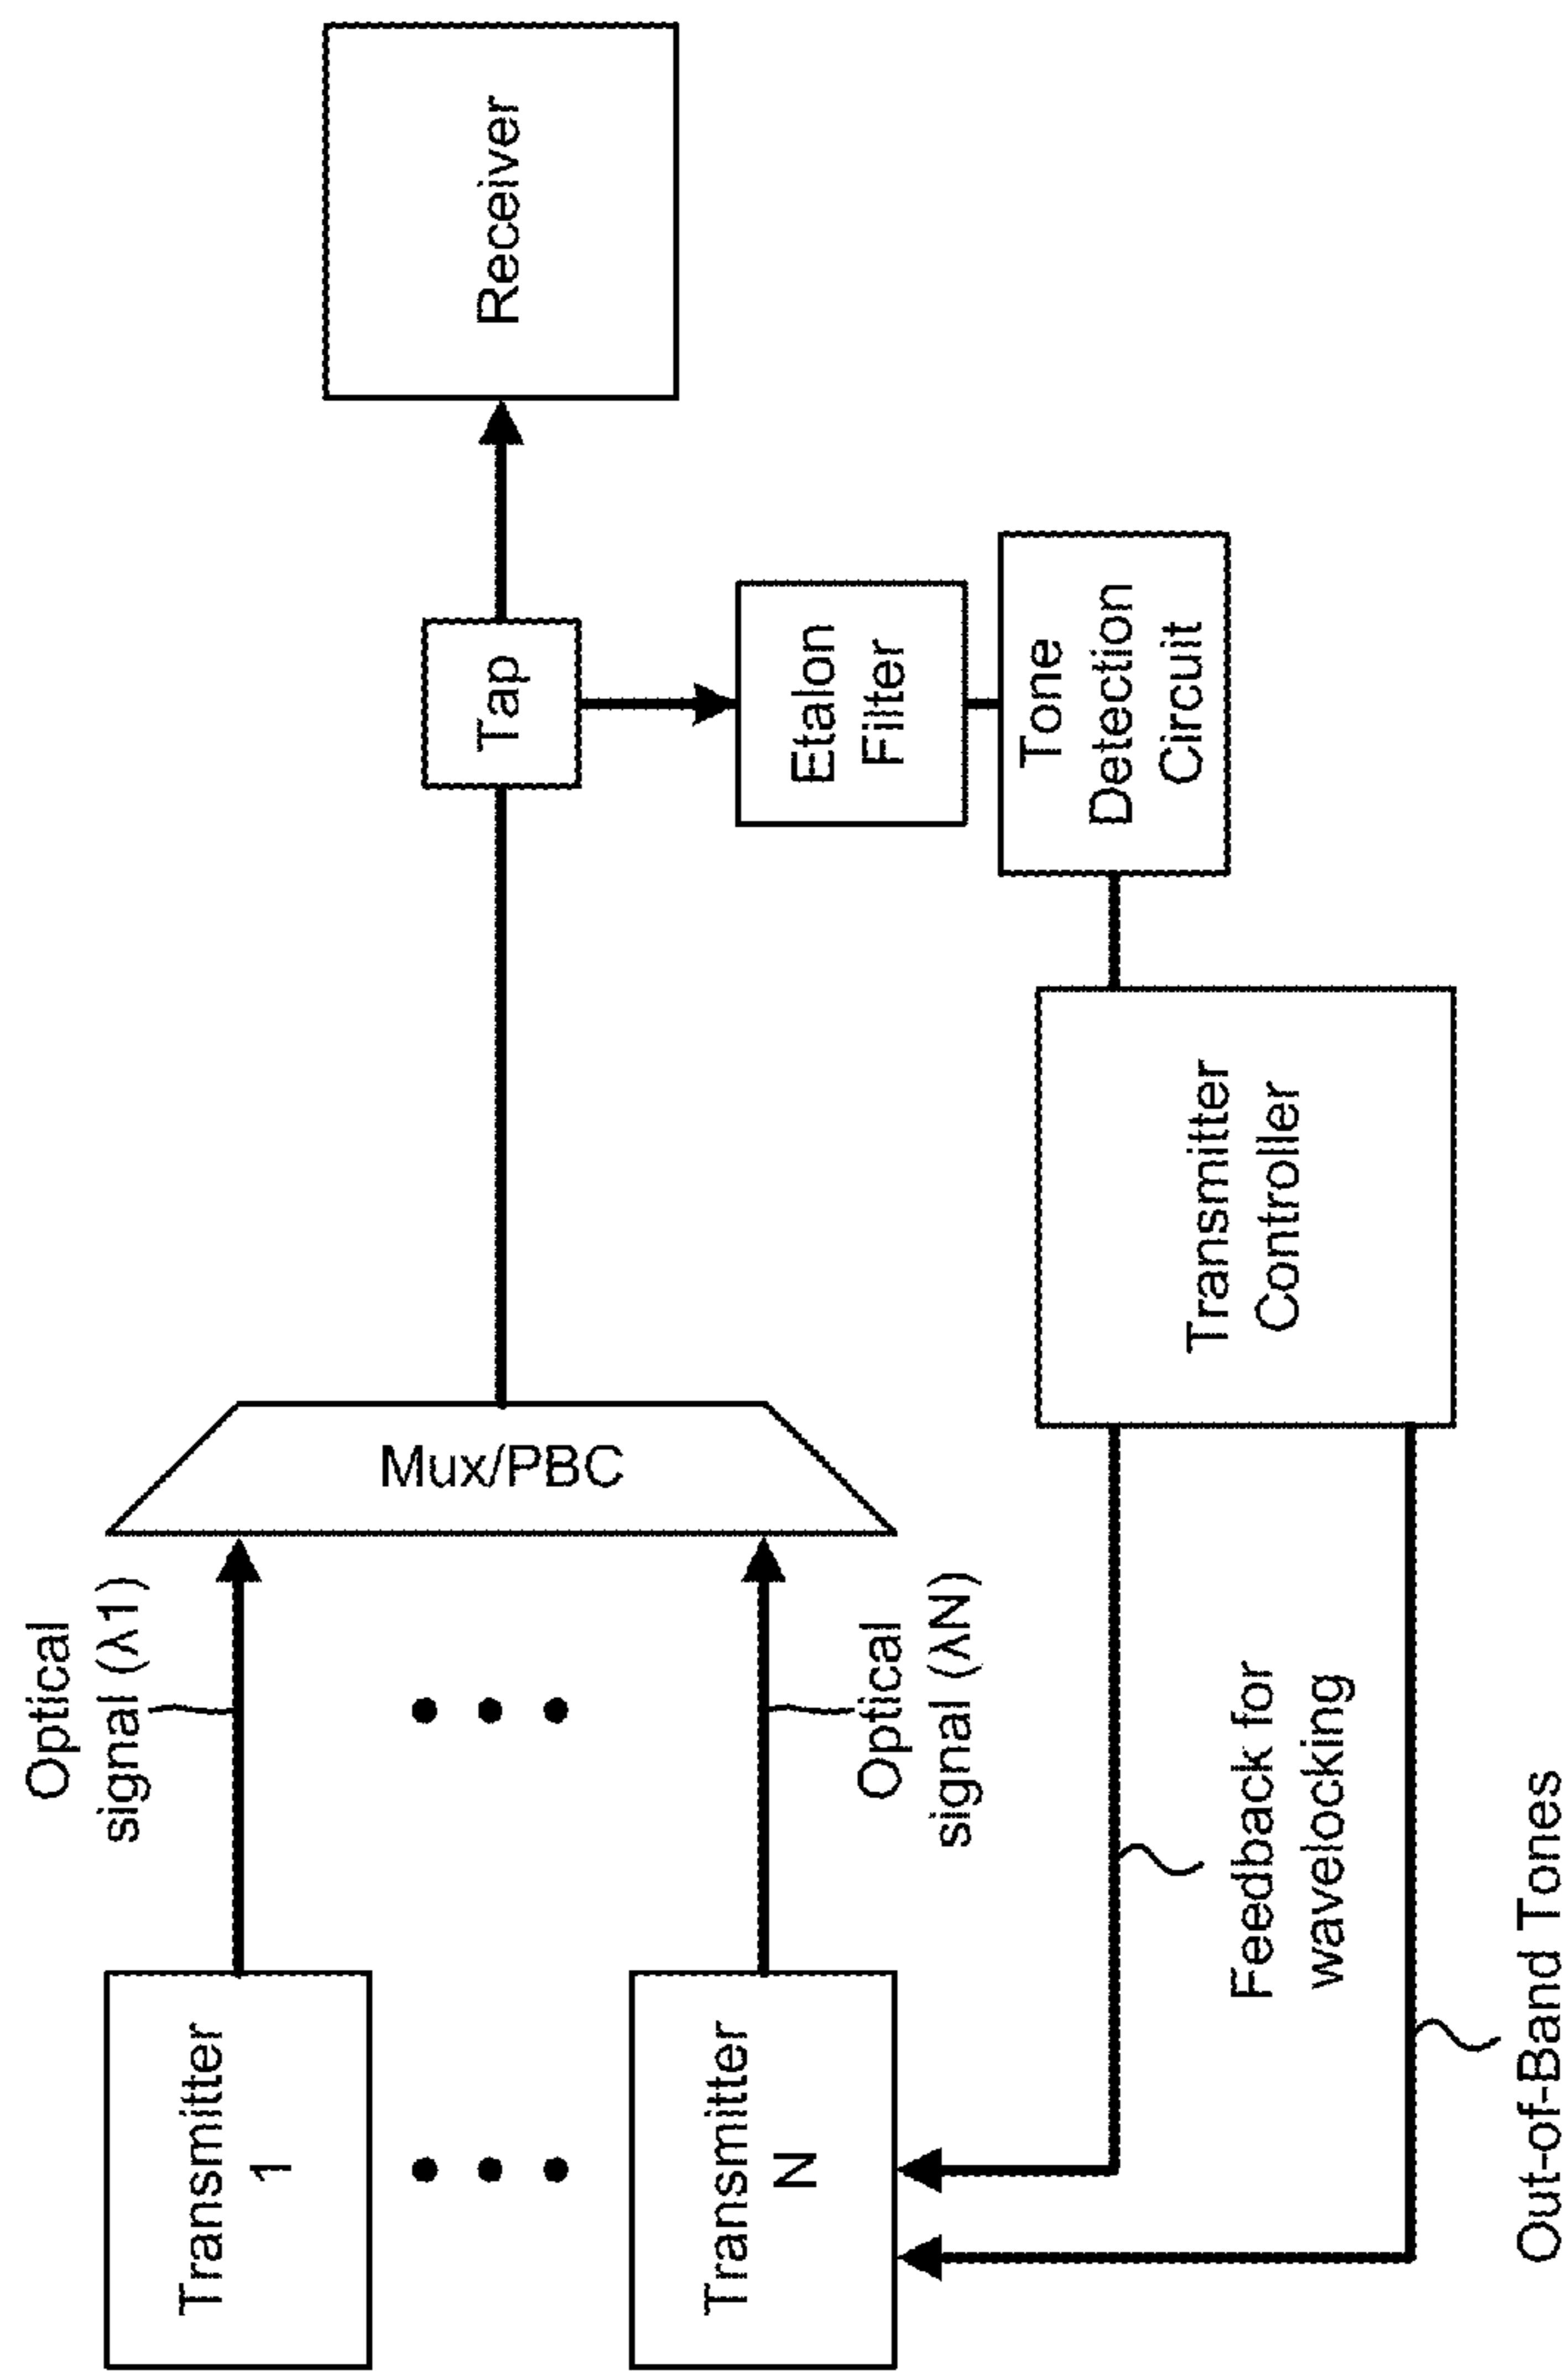 Optical
signal (λ1)
Transmitter
1
Mux/PBC
Tap
Receiver
Transmitter
N
Optical
signal (λN)
Etalon
Filter
Tone
Detection
Circuit
Transmitter
Controller
Feedback for
wavelocking
Out-of-Band Tones